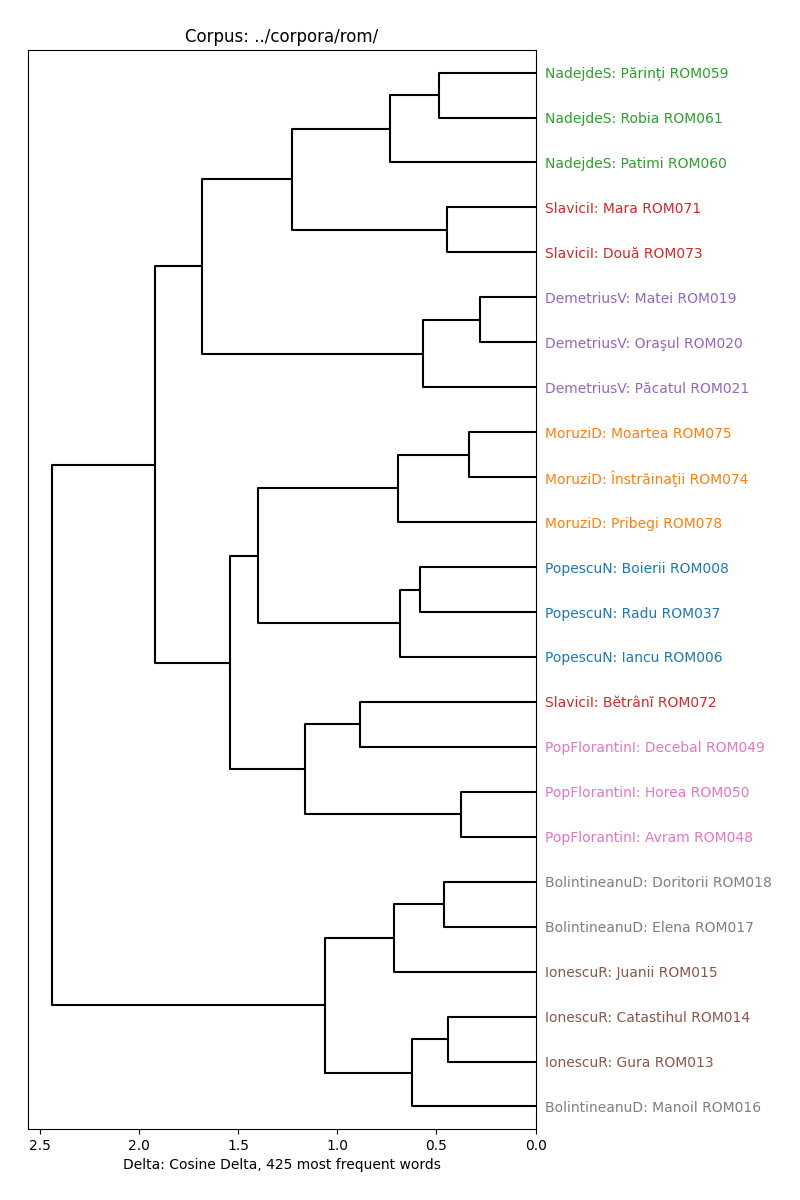 Corpus: ../corpora/rom/
NadejdeS: Părinți ROM059
NadejdeS: Robia ROM061
NadejdeS: Patimi ROM060
SlaviciI: Mara ROM071
SlaviciI: Două ROM073
DemetriusV: Matei ROM019
DemetriusV: Oraşul ROM020
DemetriusV: Păcatul ROM021
MoruziD: Moartea ROM075
MoruziD: Înstrăinaţii ROM074
MoruziD: Pribegi ROM078
PopescuN: Boierii ROM008
PopescuN: Radu ROM037
PopescuN: Iancu ROM006
SlaviciI: Bĕtrânĭ ROM072
PopFlorantinI: Decebal ROM049
PopFlorantinI: Horea ROM050
PopFlorantinI: Avram ROM048
BolintineanuD: Doritorii ROM018
BolintineanuD: Elena ROM017
IonescuR: Juanii ROM015
IonescuR: Catastihul ROM014
IonescuR: Gura ROM013
BolintineanuD: Manoil ROM016
2.5 2.0 1.5 1.0 0.5 0.0
Delta: Cosine Delta, 425 most frequent words